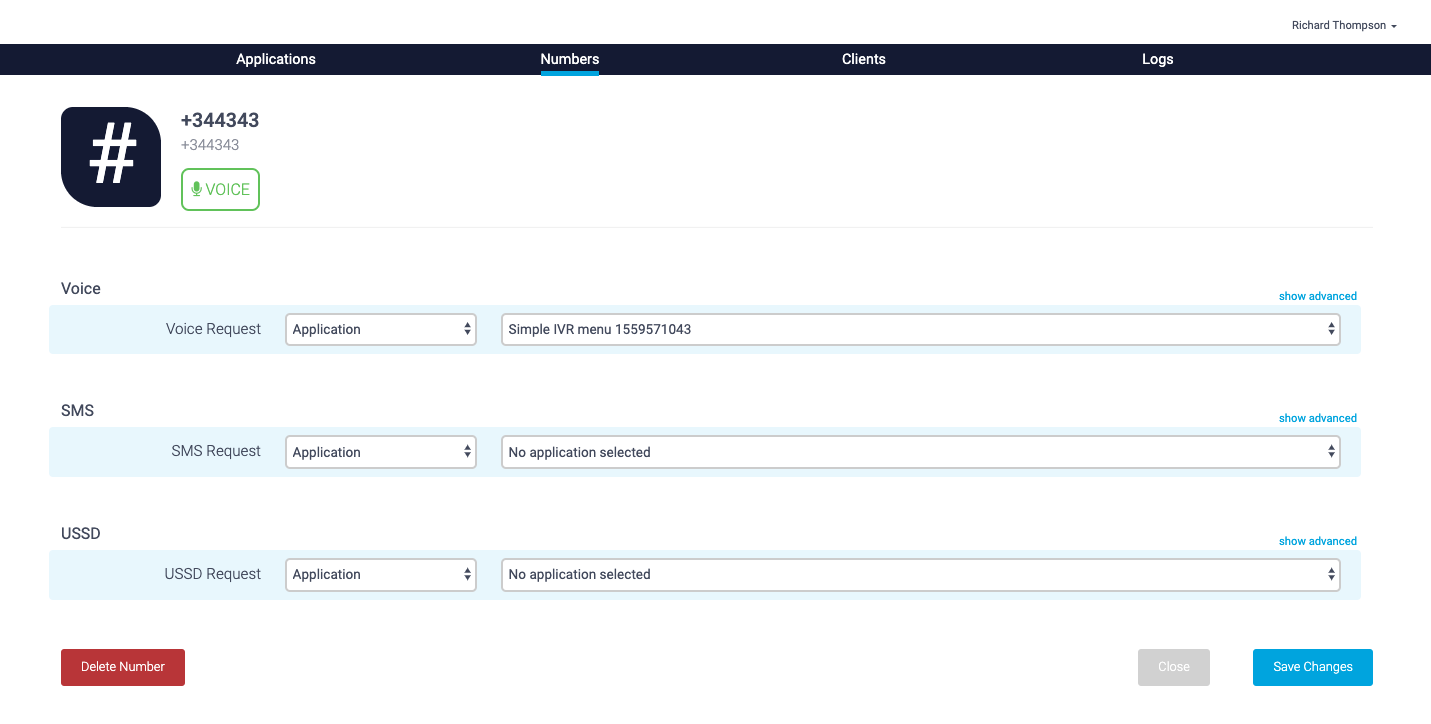 Richard Thompson
Applications Numbers Clients Logs
#
+344343
+344343
VOICE
Voice
show advanced
Voice Request Application Simple IVR menu 1559571043
SMS
show advanced
SMS Request Application No application selected
USSD
show advanced
USSD Request Application No application selected
Delete Number Close Save Changes